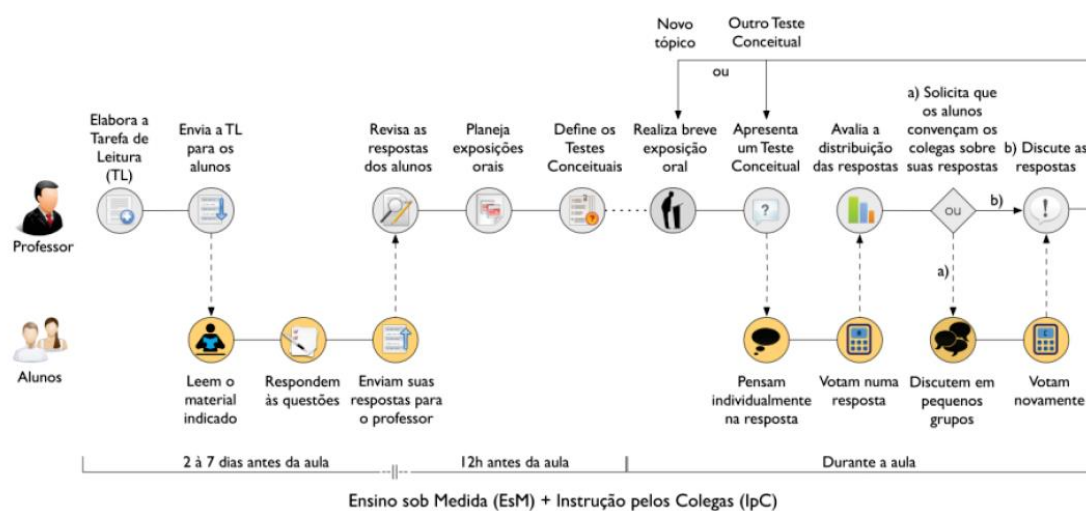 Novo
tópico
Outro Teste
Conceitual
ou
Elabora a
Tarefa de
Leitura
(TL)
Envia a TL
para os
alunos
Revisa as
respostas
dos alunos
Planeja
exposições
orais
Define os
Testes
Conceituais
Realiza breve
exposição
oral
Apresenta
um Teste
Conceitual
Avalia a
distribuição
das respostas
a) Solicita que
os alunos
convençam os
colegas sobre
suas respostas
b) Discute as
respostas
Professor
?
ou
b)
!
a)
Alunos
Leem o
material
indicado
Respondem
às questões
Enviam suas
respostas para
o professor
Pensam
individualmente
na resposta
Votam numa
resposta
Discutem em
pequenos
grupos
Votam
novamente
2 à 7 dias antes da aula
12h antes da aula
Durante a aula
Ensino sob Medida (EsM) + Instrução pelos Colegas (IpC)